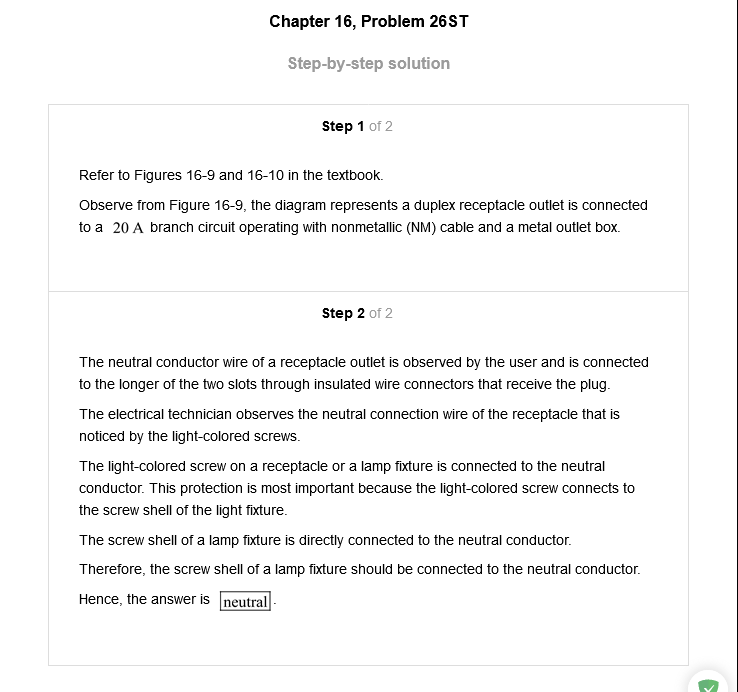 Chapter 16, Problem 26ST
Step-by-step solution
Step 1 of 2
Refer to Figures 16-9 and 16-10 in the textbook.
Observe from Figure 16-9, the diagram represents a duplex receptacle outlet is connected
to a 20 A branch circuit operating with nonmetallic (NM) cable and a metal outlet box.
Step 2 of 2
The neutral conductor wire of a receptacle outlet is observed by the user and is connected
to the longer of the two slots through insulated wire connectors that receive the plug.
The electrical technician observes the neutral connection wire of the receptacle that is
noticed by the light-colored screws.
The light-colored screw on a receptacle or a lamp fixture is connected to the neutral
conductor. This protection is most important because the light-colored screw connects to
the screw shell of the light fixture.
The screw shell of a lamp fixture is directly connected to the neutral conductor.
Therefore, the screw shell of a lamp fixture should be connected to the neutral conductor.
Hence, the answer is neutral.